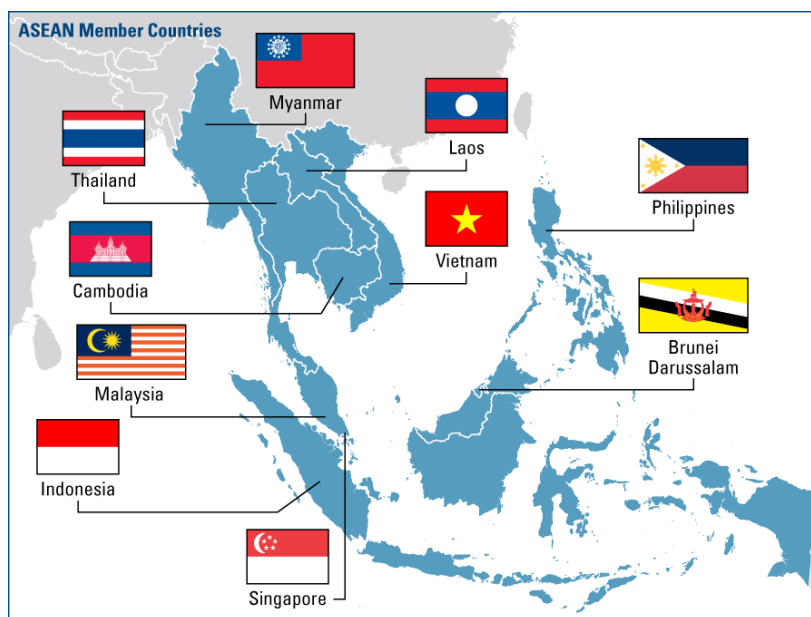 ASEAN Member Countries
Myanmar
Laos
Thailand
Philippines
Vietnam
Cambodia
Brunei
Darussalam
Malaysia
Indonesia
Singapore